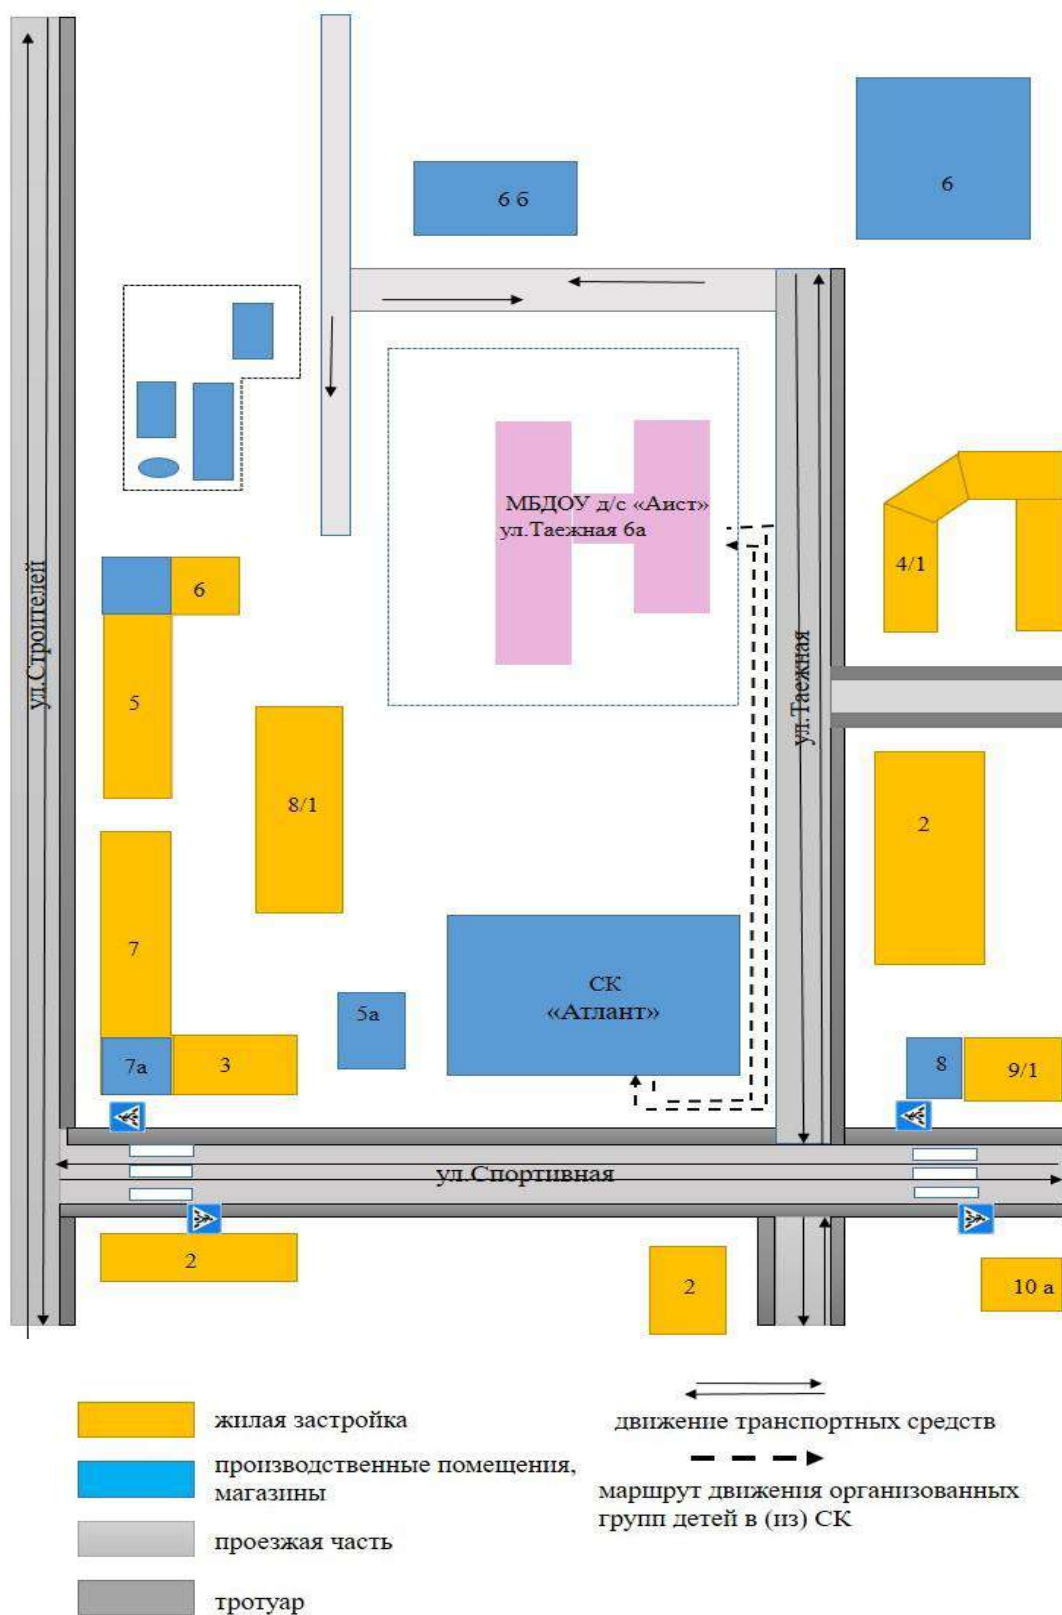 6 б
6
МБДОУ д/с «Аист»
ул.Таежная 6а
4/1
6
ул.Строителей
5
ул.Таежная
8/1
2
7
СК
«Атлант»
5а
7а
3
8
9/1
ул.Спортивная
2
2
10 а
жилая застройка
производственные помещения,
магазины
проезжая часть
тротуар
движение транспортных средств
маршрут движения организованных
групп детей в (из) СК